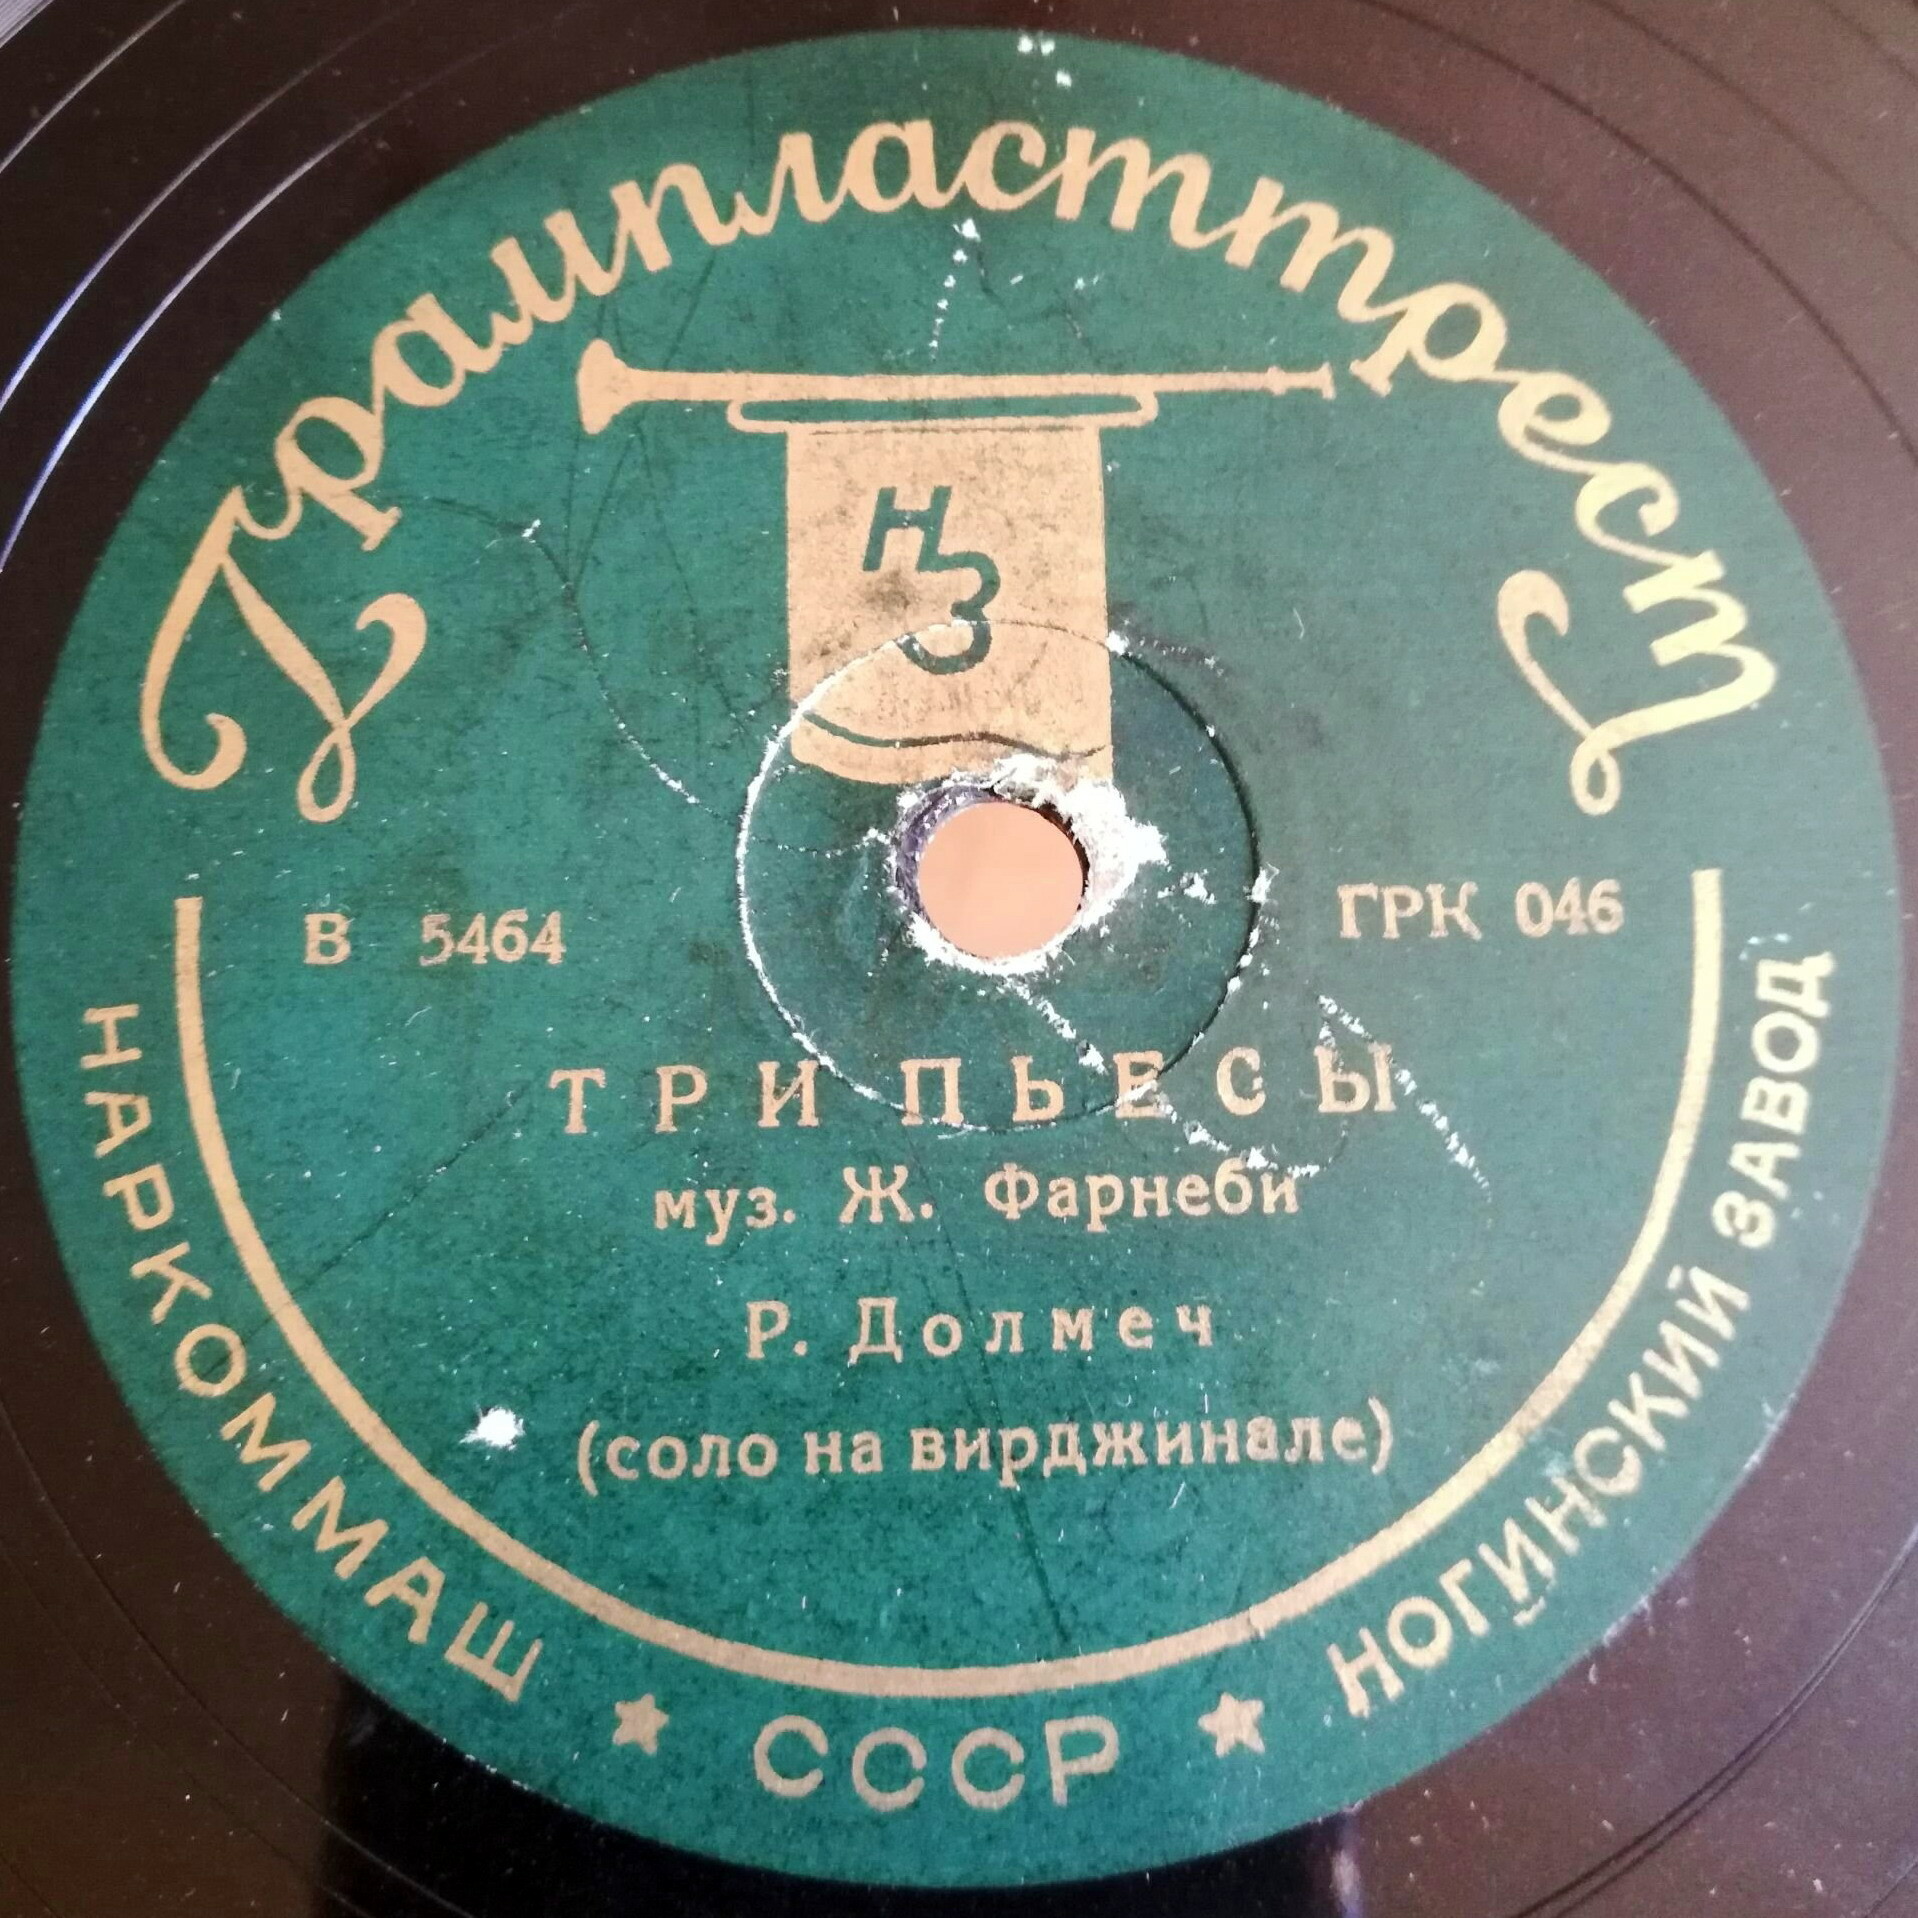 Грампласттрест
НЗ
В 5464
ГРК 046
ТРИ ПЬЕСЫ
муз. Ж. Фарнеби
Р. Долмеч
(соло на вирджинале)
НАРКОММАШ ★ СССР ★ НОГИНСКИЙ ЗАВОД